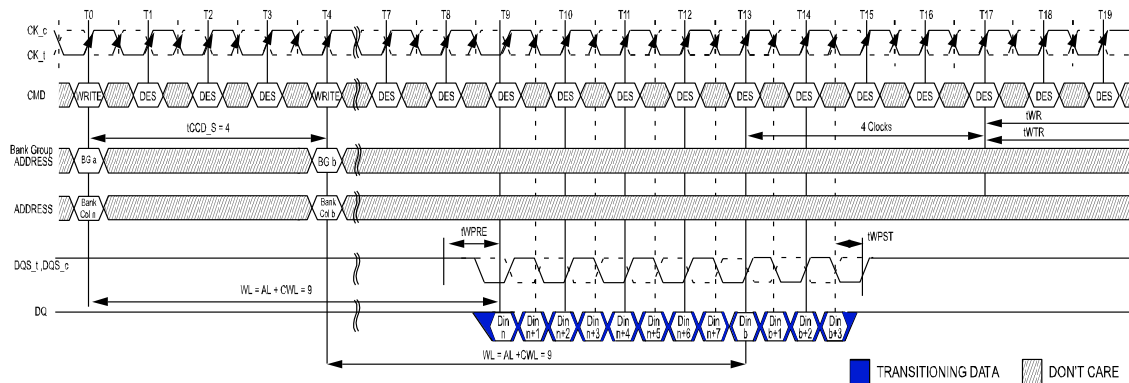 T0 T1 T2 T3 T4 T7 T8 T9 T10 T11 T12 T13 T14 T15 T16 T17 T18 T19
CK_c
CK_t
CMD WRITE DES DES DES WRITE DES DES DES DES DES DES DES DES DES DES DES DES DES
tWR
tCCD_S = 4
4 Clocks
tWTR
Bank Group
ADDRESS BG a BG b
ADDRESS Bank Col n Bank Col b
tWPRE tWPST
DQS_t ,DQS_c
WL = AL + CWL = 9
DQ Din n Din n+1 Din n+2 Din n+3 Din n+4 Din n+5 Din n+6 Din n+7 Din b Din b+1 Din b+2 Din b+3
WL = AL +CWL = 9
TRANSITIONING DATA DON'T CARE